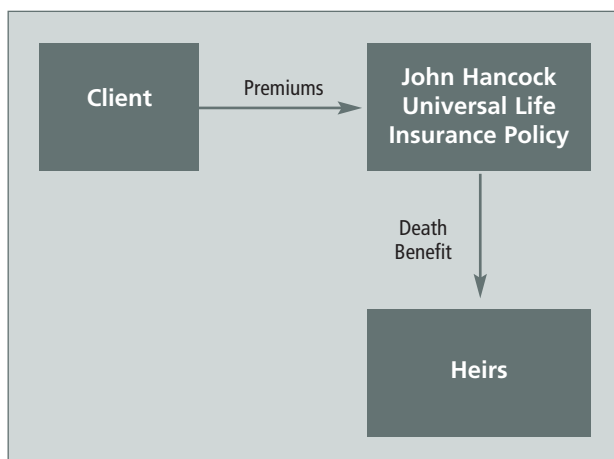 Client
Premiums
John Hancock
Universal Life
Insurance Policy
Death
Benefit
Heirs